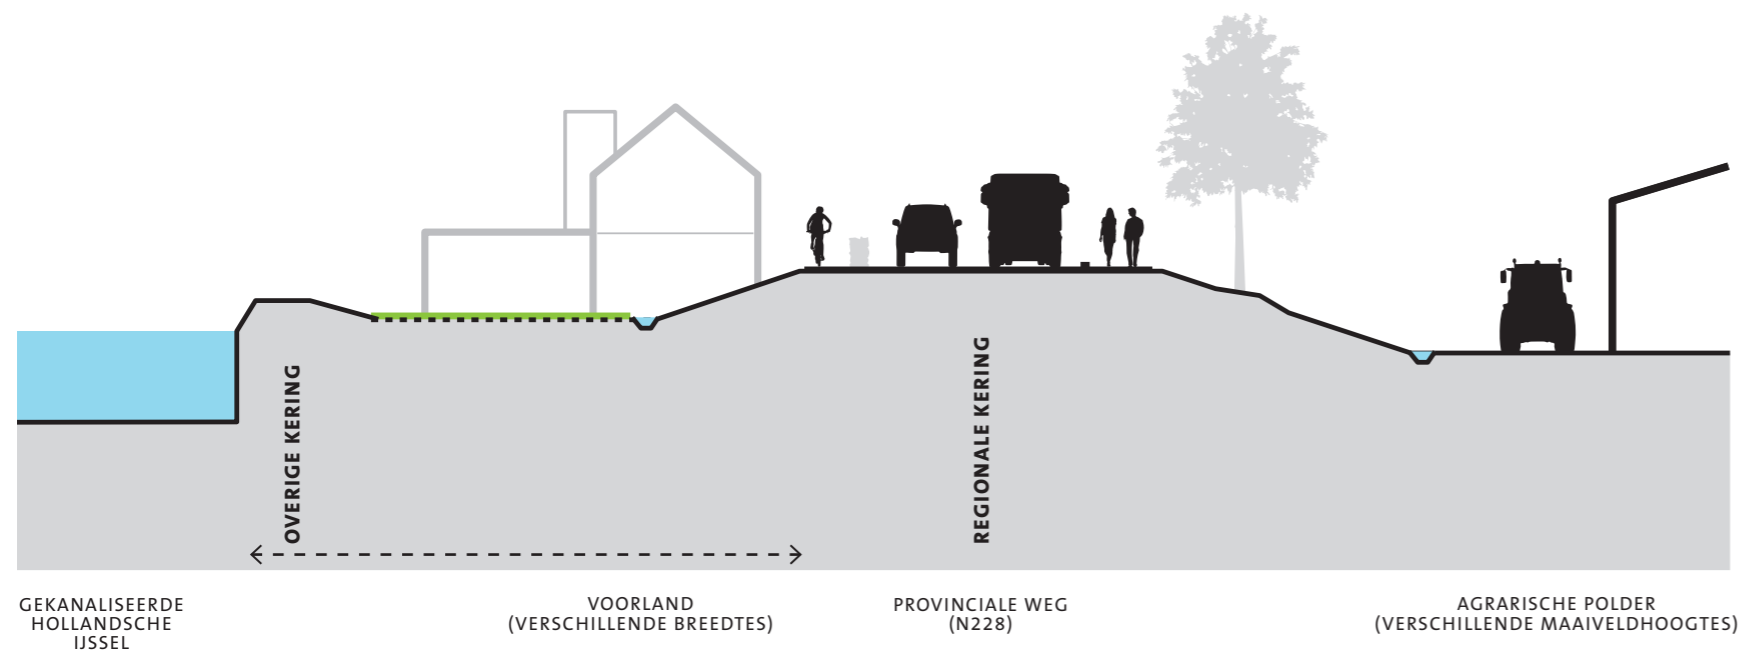 OVERIGE KERING
REGIONALE KERING
GEKANALISEERDE
HOLLANDSCHE
IJSSEL
VOORLAND
(VERSCHILLENDE BREEDTES)
PROVINCIALE WEG
(N228)
AGRARISCHE POLDER
(VERSCHILLENDE MAAIVELDHOOGTES)